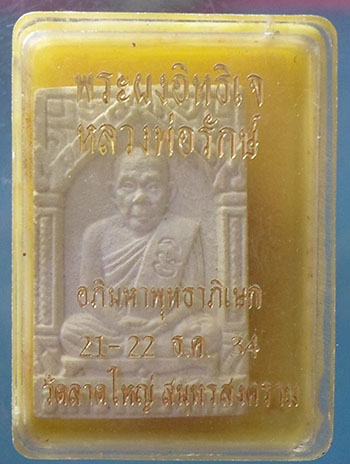 พระผงอิทธิเจ
หลวงพ่อรักษ์
อภิมหาพุทธาภิเษก
21-22 ธ.ค. 34
วัดลาดใหญ่ สมุทรสงคราม